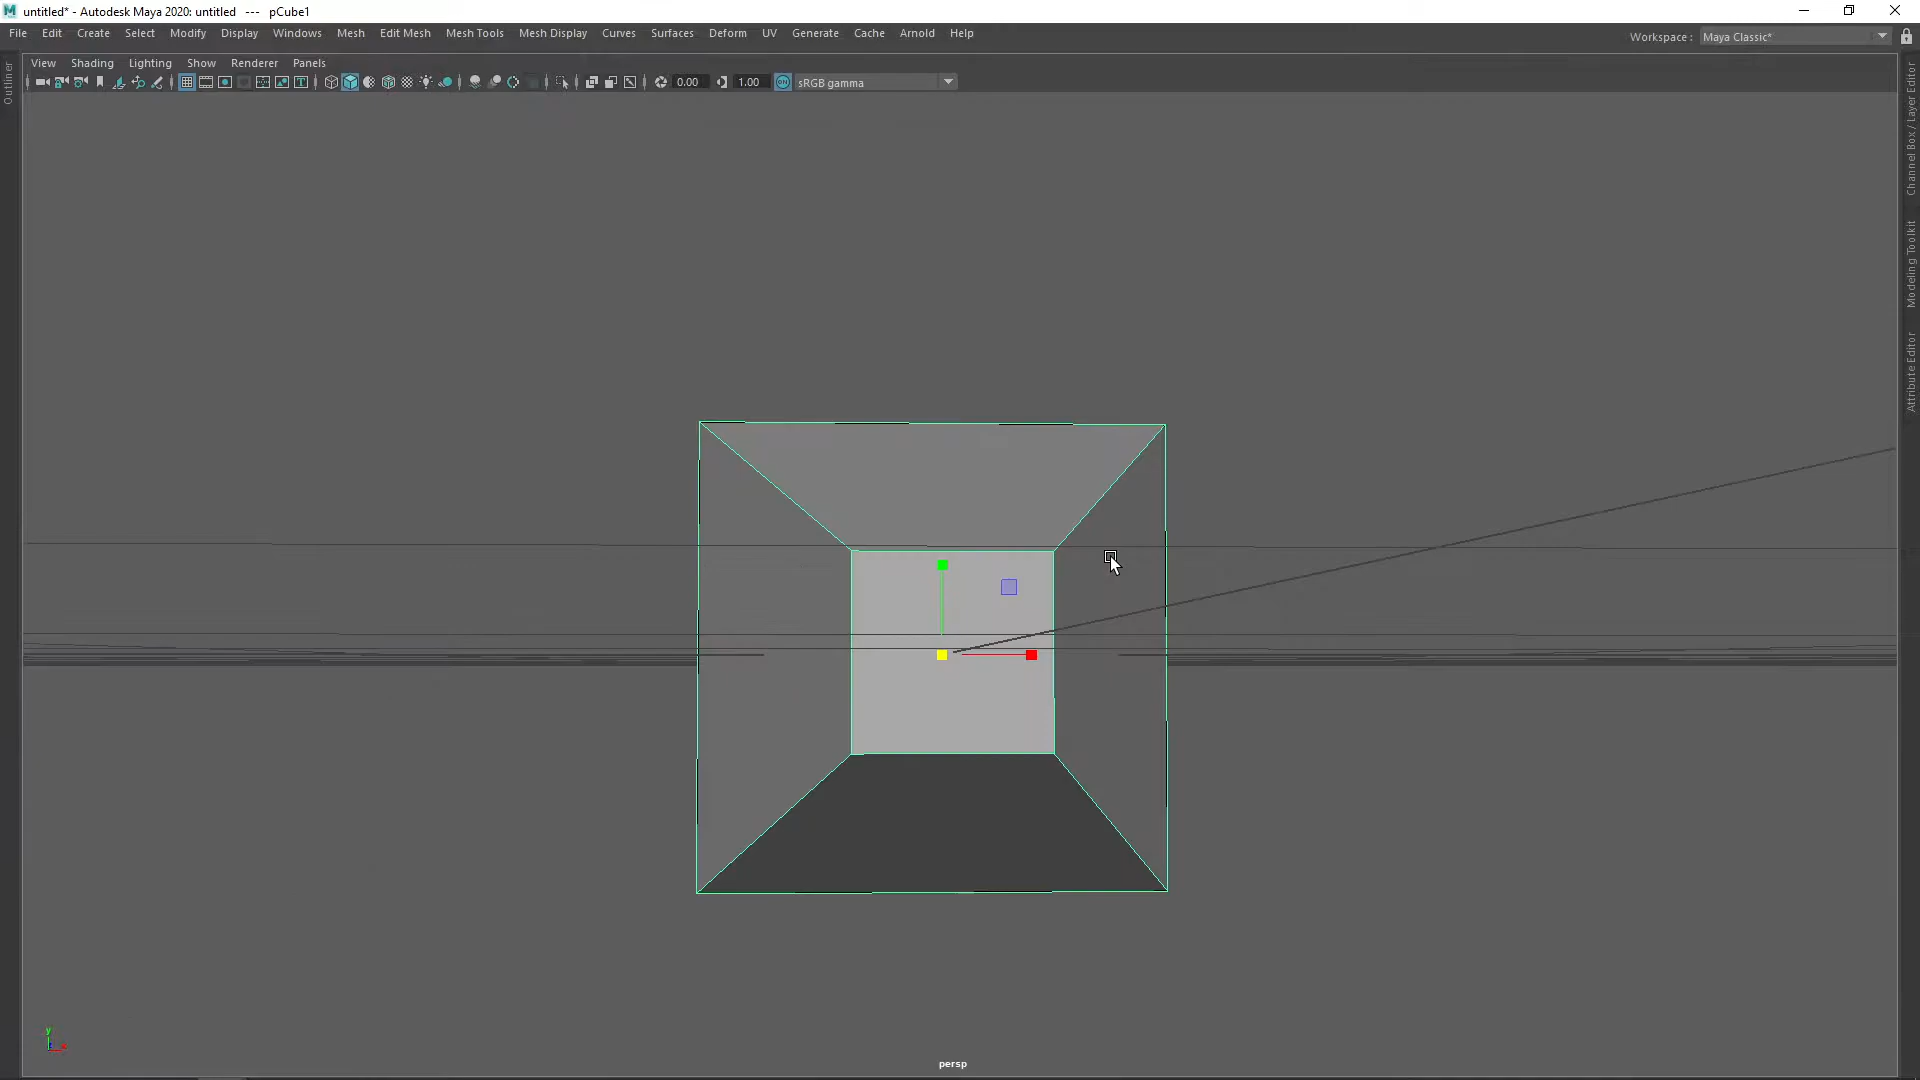 untitled* - Autodesk Maya 2020: untitled --- pCube1
File Edit Create Select Modify Display Windows Mesh Edit Mesh Mesh Tools Mesh Display Curves Surfaces Deform UV Generate Cache Arnold Help
Workspace : Maya Classic*
View Shading Lighting Show Renderer Panels
0.00 1.00 ON sRGB gamma
Outliner
Channel Box / Layer Editor
Modeling Toolkit
Attribute Editor
y
persp